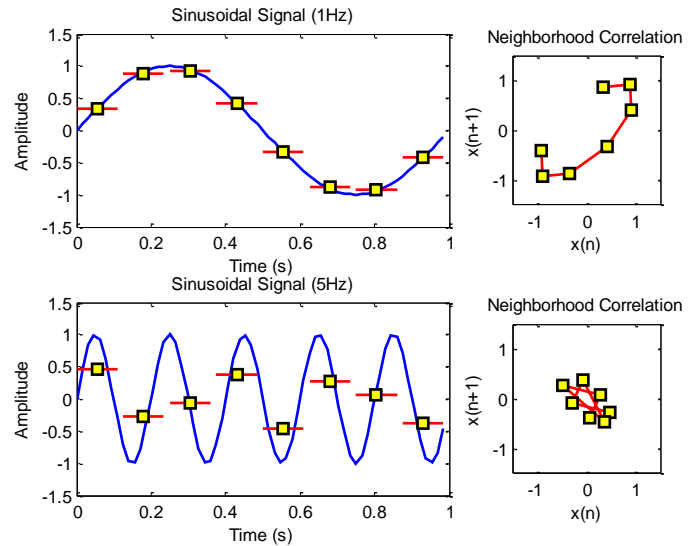 Sinusoidal Signal (1Hz)
Amplitude
1.5
1
0.5
0
-0.5
-1
-1.5
0 0.2 0.4 0.6 0.8 1
Time (s)
Neighborhood Correlation
x(n+1)
1
0
-1
-1 0 1
x(n)
Sinusoidal Signal (5Hz)
Amplitude
1.5
1
0.5
0
-0.5
-1
-1.5
0 0.2 0.4 0.6 0.8 1
Time (s)
Neighborhood Correlation
x(n+1)
1
0
-1
-1 0 1
x(n)